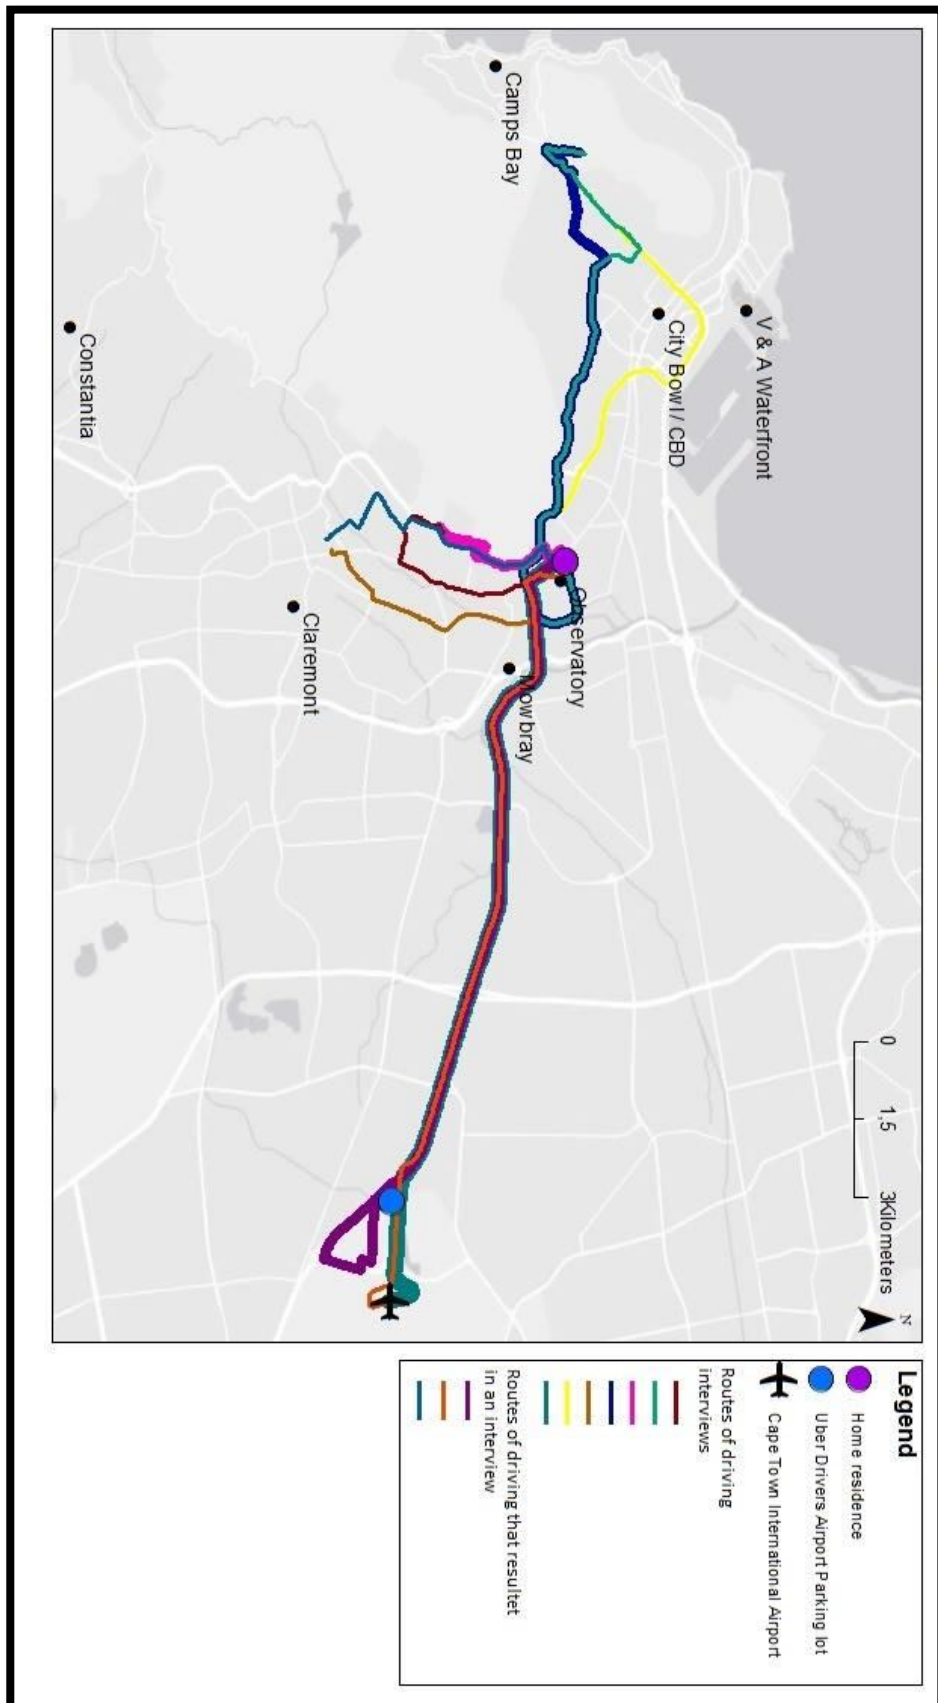 Camps Bay
V & A Waterfront
City Bowl / CBD
Constantia
Observatory
Claremont
Mowbray
0 1,5 3Kilometers
N
Legend
Home residence
Uber Drivers Airport Parking lot
Cape Town International Airport
Routes of driving
interviews
Routes of driving that resultet
in an interview